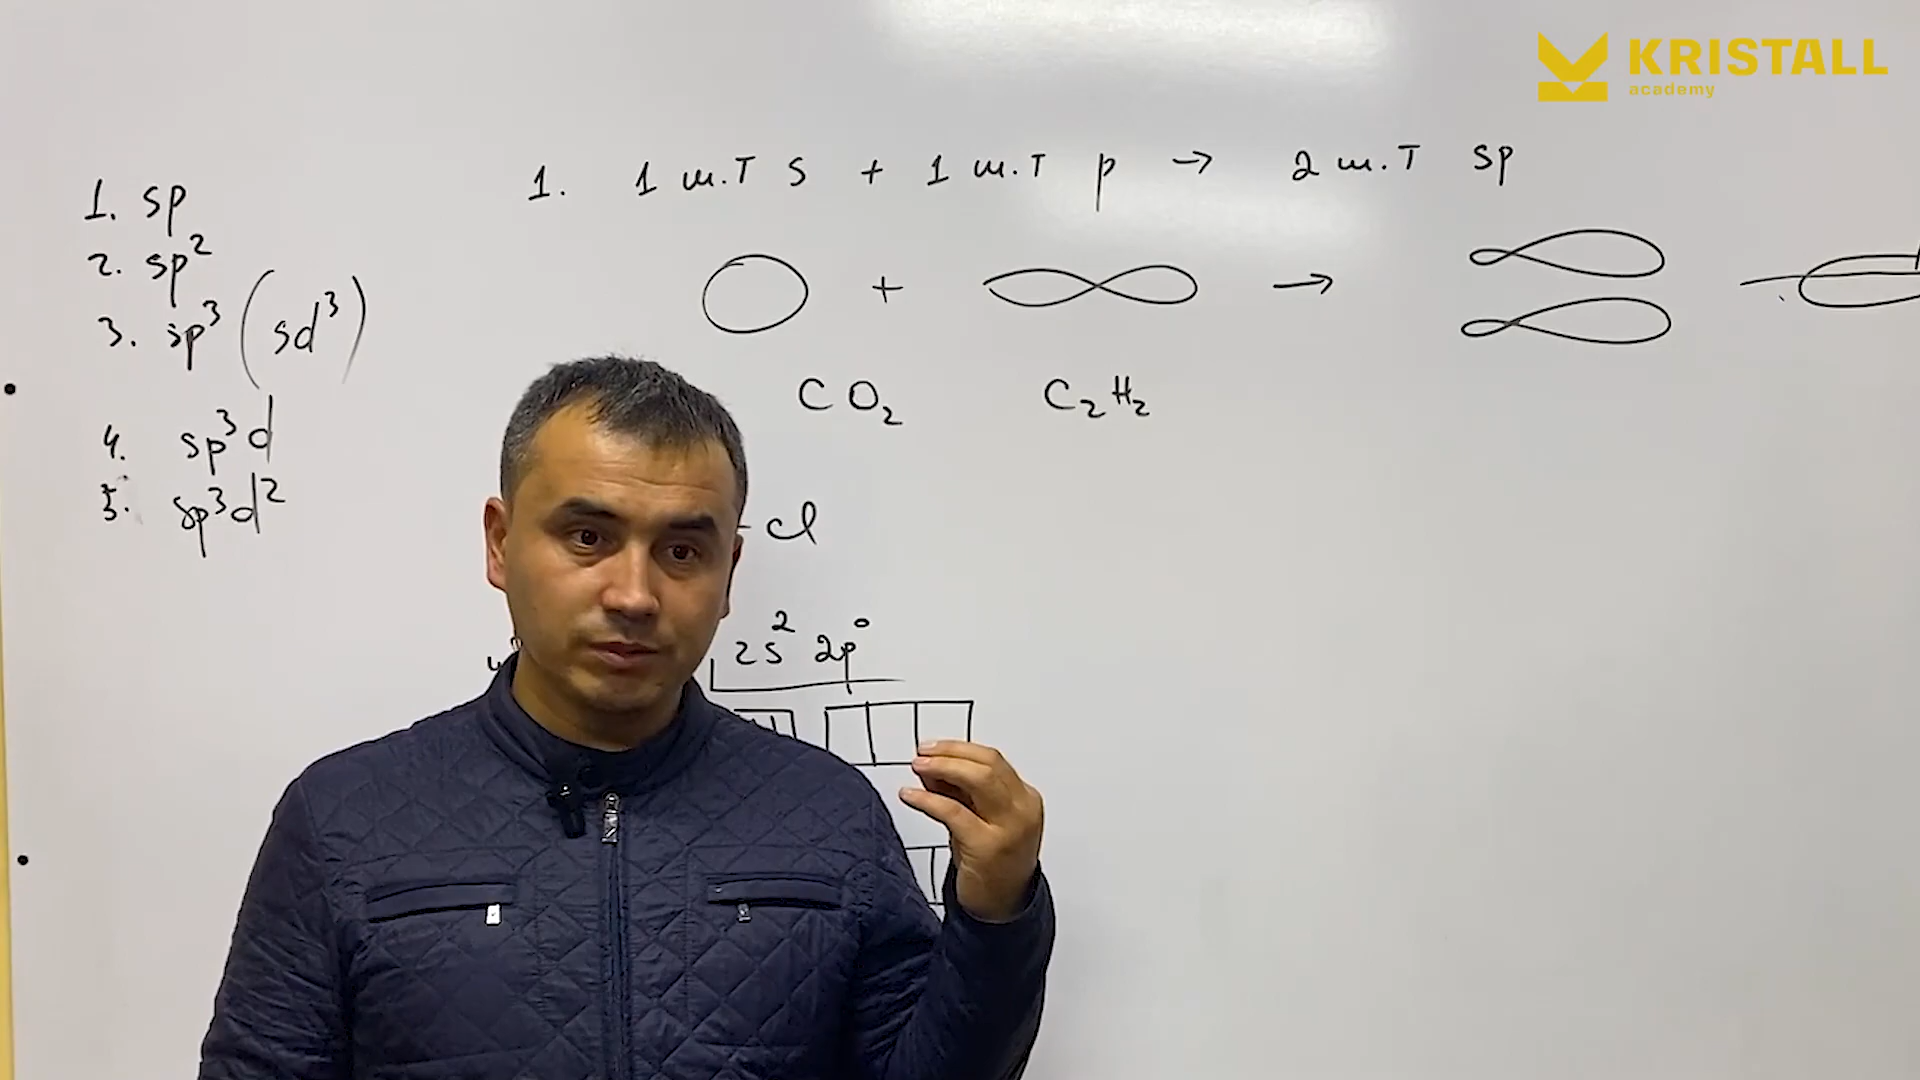 KRISTALL
academy
1. sp
2. sp²
3. sp³ (sd³)
4. sp³d
5. sp³d²
1. 1 ш.т s + 1 ш.т p → 2 ш.т sp
+ →
CO₂ C₂H₂
- Cl
2s² 2p⁰